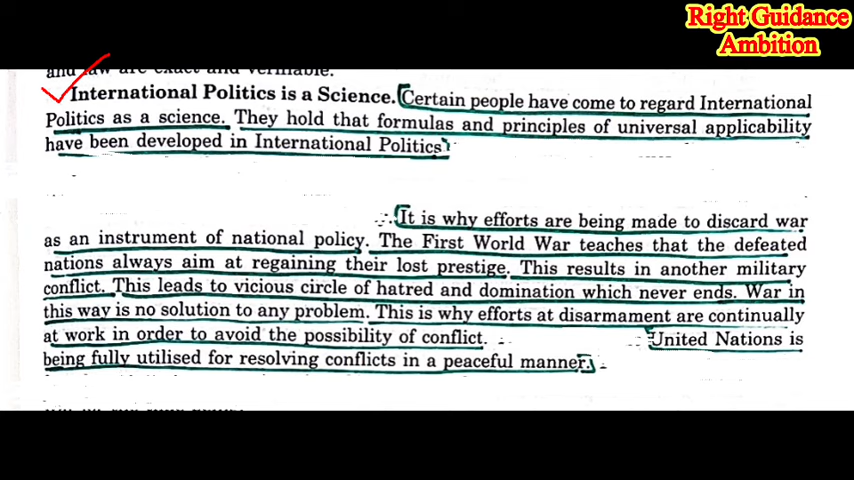 Right Guidance
Ambition
and law are exact and verifiable.
International Politics is a Science. Certain people have come to regard International
Politics as a science. They hold that formulas and principles of universal applicability
have been developed in International Politics
It is why efforts are being made to discard war
as an instrument of national policy. The First World War teaches that the defeated
nations always aim at regaining their lost prestige. This results in another military
conflict. This leads to vicious circle of hatred and domination which never ends. War in
this way is no solution to any problem. This is why efforts at disarmament are continually
at work in order to avoid the possibility of conflict.
United Nations is
being fully utilised for resolving conflicts in a peaceful manner.